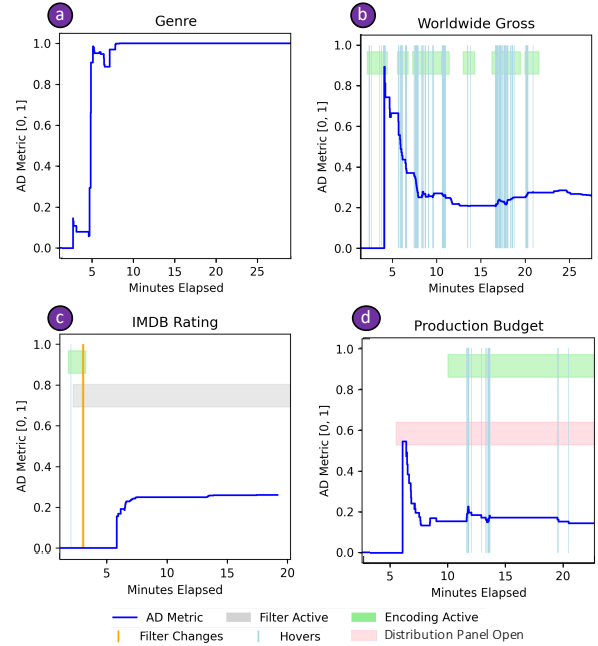 a
Genre
AD Metric [0, 1]
1.0
0.8
0.6
0.4
0.2
0.0
5 10 15 20 25
Minutes Elapsed
b
Worldwide Gross
AD Metric [0, 1]
1.0
0.8
0.6
0.4
0.2
0.0
5 10 15 20 25
Minutes Elapsed
c
IMDB Rating
AD Metric [0, 1]
1.0
0.8
0.6
0.4
0.2
0.0
5 10 15 20
Minutes Elapsed
d
Production Budget
AD Metric [0, 1]
1.0
0.8
0.6
0.4
0.2
0.0
5 10 15 20
Minutes Elapsed
AD Metric Filter Active Encoding Active
Filter Changes Hovers Distribution Panel Open